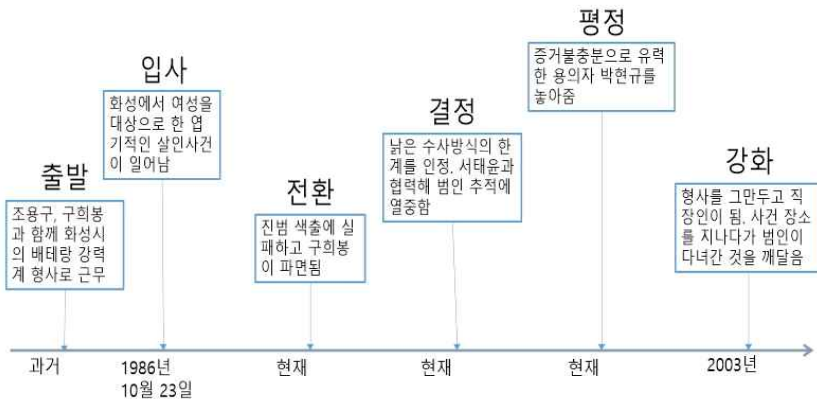 출발
조용구, 구희봉
과 함께 화성시
의 배테랑 강력
계 형사로 근무
입사
화성에서 여성을
대상으로 한 엽
기적인 살인사건
이 일어남
전환
진범 색출에 실
패하고 구희봉
이 파면됨
결정
낡은 수사방식의 한
계를 인정, 서태윤과
협력해 범인 추적에
열중함
평정
증거불충분으로 유력
한 용의자 박현규를
놓아줌
강화
형사를 그만두고 직
장인이 됨, 사건 장소
를 지나다가 범인이
다녀간 것을 깨달음
과거
1986년
10월 23일
현재
현재
현재
2003년